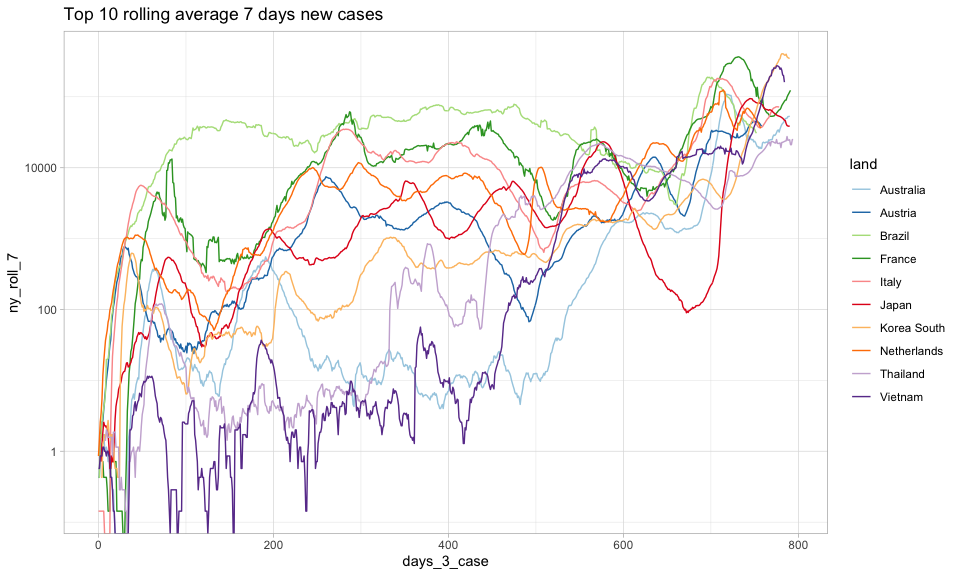 Top 10 rolling average 7 days new cases
ny_roll_7
10000
100
1
0
200
400
600
800
days_3_case
land
Australia
Austria
Brazil
France
Italy
Japan
Korea South
Netherlands
Thailand
Vietnam